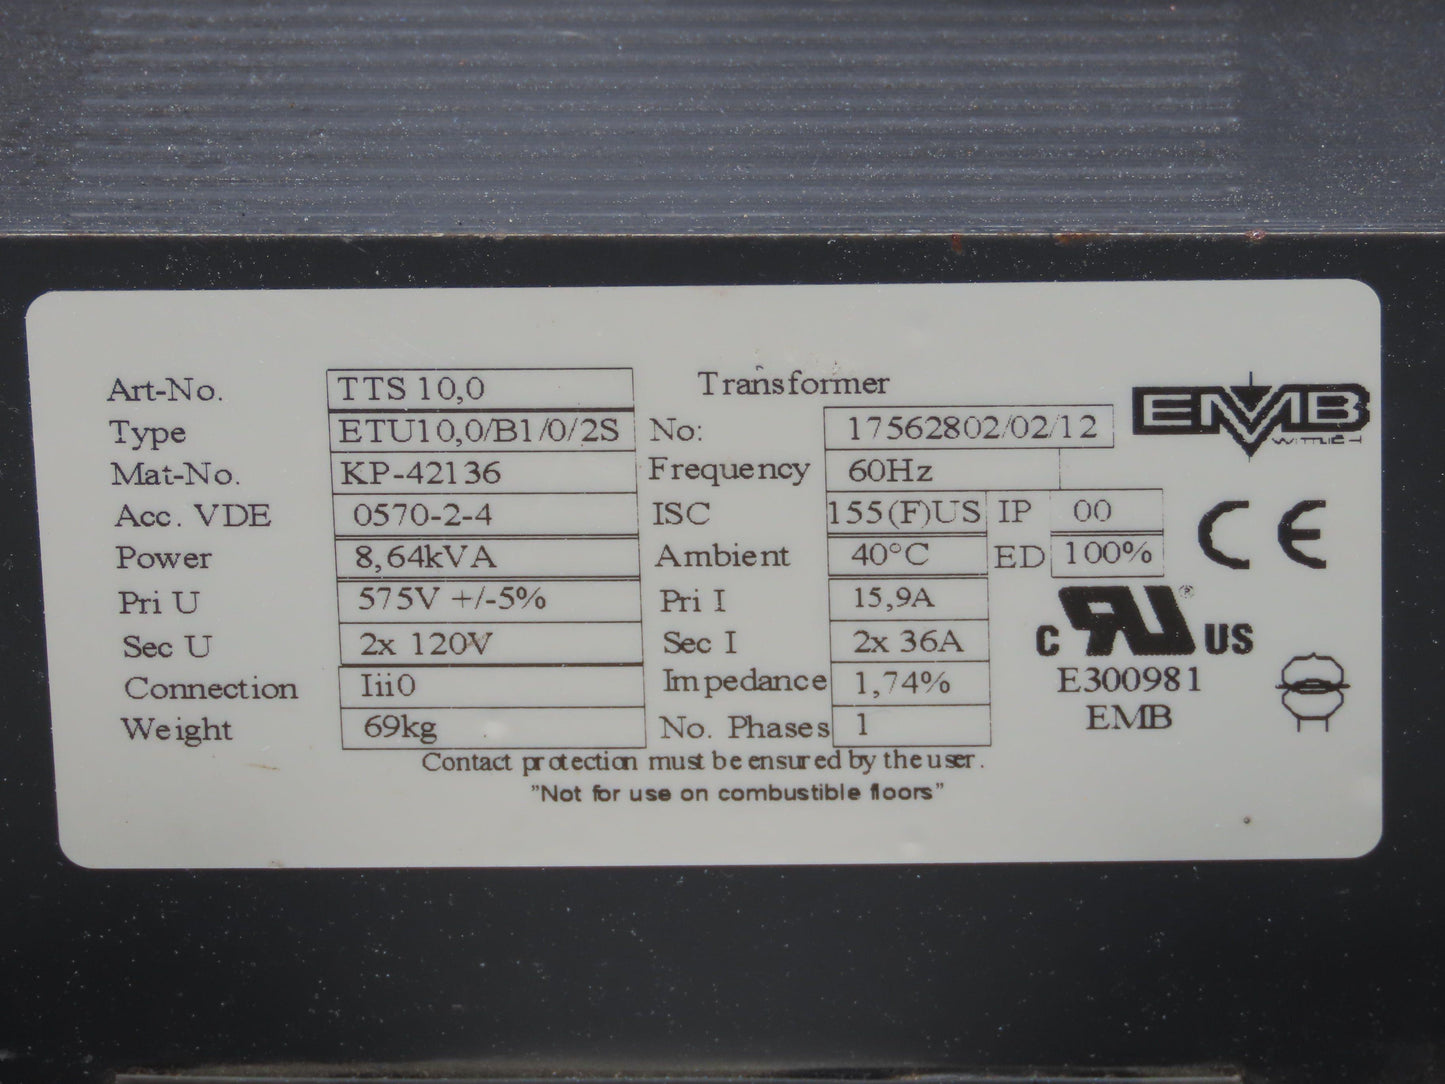 Transformer
Art-No. TTS 10,0
Type ETU10,0/B1/0/2S No: 17562802/02/12
Mat-No. KP-42136 Frequency 60Hz
Acc. VDE 0570-2-4 ISC 155(F)US IP 00
Power 8,64kVA Ambient 40°C ED 100%
Pri U 575V +/-5% Pri I 15,9A
Sec U 2x 120V Sec I 2x 36A
Connection Iii0 Impedance 1,74%
Weight 69kg No. Phases 1
Contact protection must be ensured by the user.
"Not for use on combustible floors"
EMB
WITTLICH
CE
c RU ® US
E300981
EMB